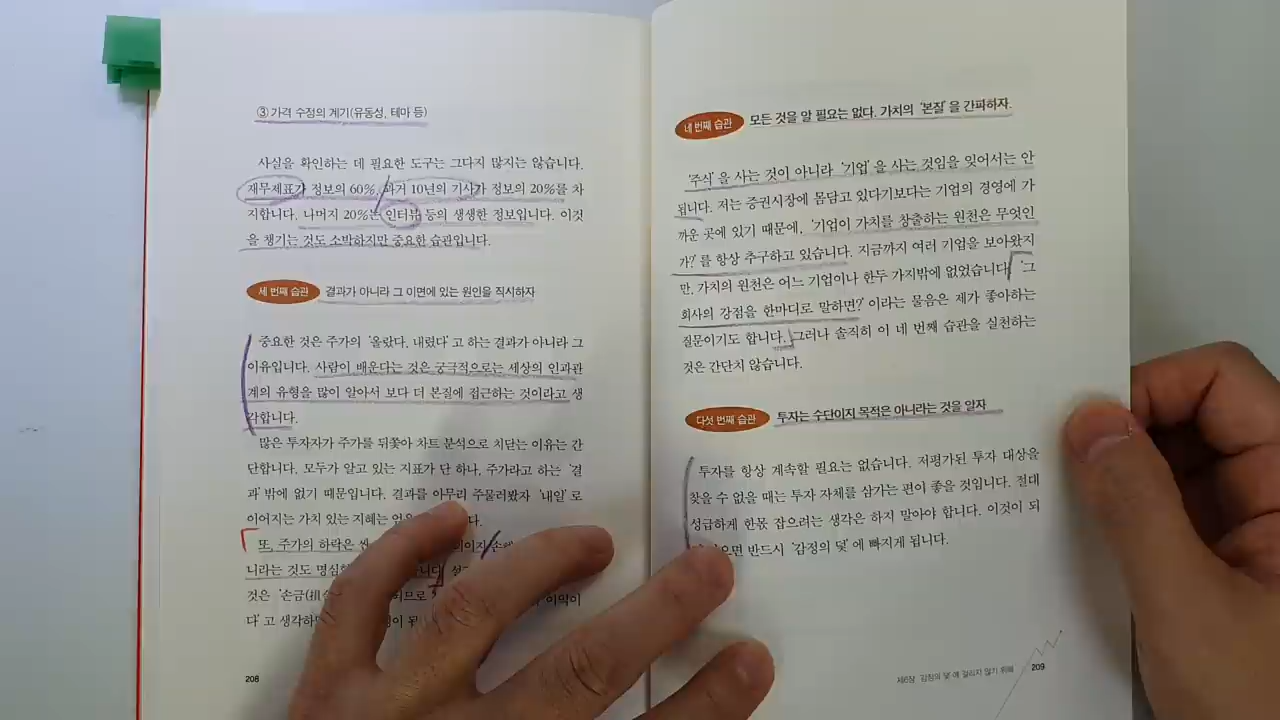 ③ 가격 수정의 계기(유동성, 테마 등)
사실을 확인하는 데 필요한 도구는 그다지 많지는 않습니다.
재무제표가 정보의 60%, 과거 10년의 기사가 정보의 20%를 차
지합니다. 나머지 20%는 인터뷰 등의 생생한 정보입니다. 이것
을 챙기는 것도 소박하지만 중요한 습관입니다.
세 번째 습관 결과가 아니라 그 이면에 있는 원인을 직시하자
중요한 것은 주가의 '올랐다, 내렸다'고 하는 결과가 아니라 그
이유입니다. 사람이 배운다는 것은 궁극적으로는 세상의 인과관
계의 유형을 많이 알아서 보다 더 본질에 접근하는 것이라고 생
각합니다.
많은 투자자가 주가를 뒤쫓아 차트 분석으로 치닫는 이유는 간
단합니다. 모두가 알고 있는 지표가 단 하나, 주가라고 하는 '결
과'밖에 없기 때문입니다. 결과를 아무리 주물러봤자 '내일'로
이어지는 가치 있는 지혜는
또, 주가의 하락은
니라는 것도
것은 '손금 이익이
다'고
208
네 번째 습관 모든 것을 알 필요는 없다. 가치의 '본질'을 간파하자.
'주식'을 사는 것이 아니라 '기업'을 사는 것임을 잊어서는 안
됩니다. 저는 증권시장에 몸담고 있다기보다는 기업의 경영에 가
까운 곳에 있기 때문에, '기업이 가치를 창출하는 원천은 무엇인
가?'를 항상 추구하고 있습니다. 지금까지 여러 기업을 보아왔지
만, 가치의 원천은 어느 기업이나 한두 가지밖에 없었습니다. '그
회사의 강점을 한마디로 말하면?'이라는 물음은 제가 좋아하는
질문이기도 합니다. 그러나 솔직히 이 네 번째 습관을 실천하는
것은 간단치 않습니다.
다섯 번째 습관 투자는 수단이지 목적은 아니라는 것을 알자
투자를 항상 계속할 필요는 없습니다. 저평가된 투자 대상을
찾을 수 없을 때는 투자 자체를 삼가는 편이 좋을 것입니다. 절대
성급하게 한몫 잡으려는 생각은 하지 말아야 합니다. 이것이 되
반드시 '감정의 덫'에 빠지게 됩니다.
제6장 '감정의 덫'에 걸리지 않기 위해 209